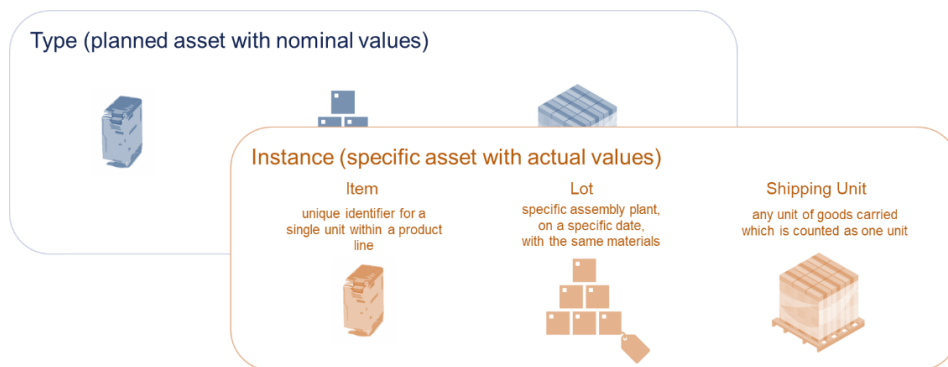 Type (planned asset with nominal values)
Instance (specific asset with actual values)
Item
unique identifier for a
single unit within a product
line
Lot
specific assembly plant,
on a specific date,
with the same materials
Shipping Unit
any unit of goods carried
which is counted as one unit